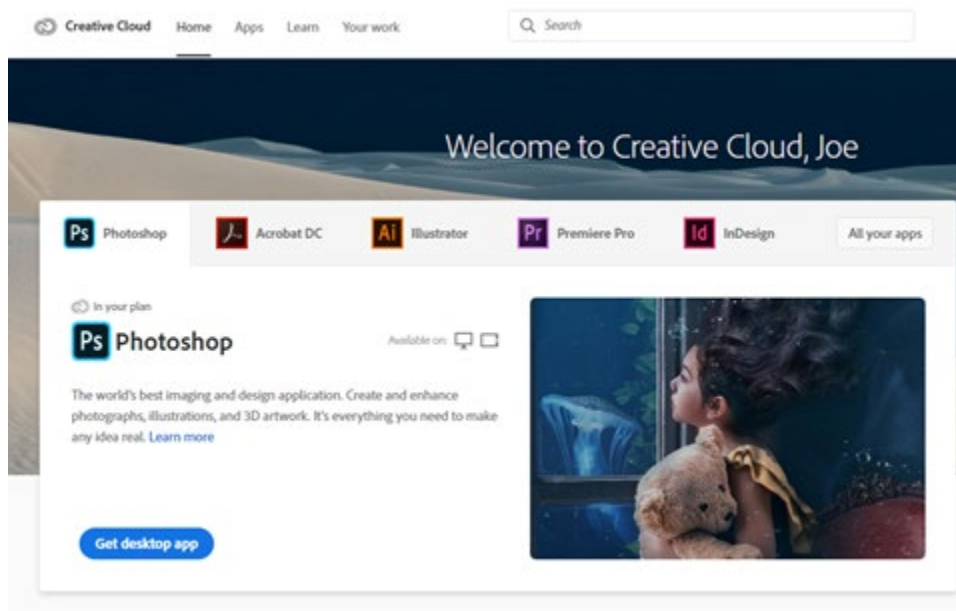 Creative Cloud Home Apps Learn Your work Search
Welcome to Creative Cloud, Joe
Ps Photoshop Acrobat DC Ai Illustrator Pr Premiere Pro Id InDesign All your apps
In your plan
Ps Photoshop Available on:
The world's best imaging and design application. Create and enhance
photographs, illustrations, and 3D artwork. It's everything you need to make
any idea real. Learn more
Get desktop app